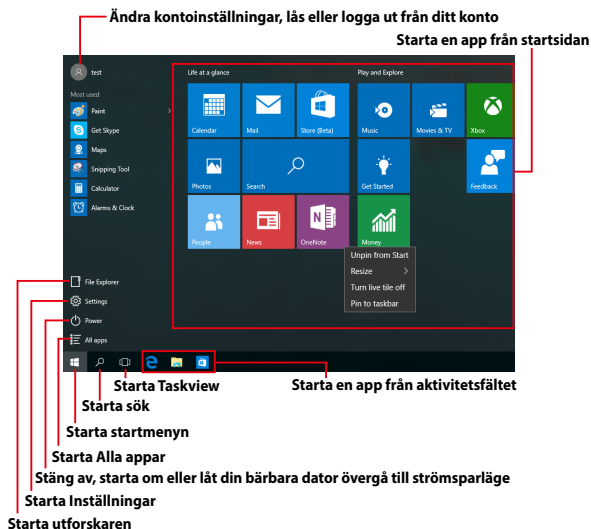 Ändra kontoinställningar, lås eller logga ut från ditt konto
Starta en app från startsidan
test
Life at a glance
Play and Explore
Most used
Paint
Get Skype
Maps
Snipping Tool
Calculator
Alarms & Clock
Calendar
Mail
Store (Beta)
Music
Movies & TV
Xbox
Photos
Search
Get Started
Feedback
People
News
OneNote
Money
Unpin from Start
Resize
Turn live tile off
Pin to taskbar
File Explorer
Settings
Power
All apps
Starta Taskview
Starta en app från aktivitetsfältet
Starta sök
Starta startmenyn
Starta Alla appar
Stäng av, starta om eller låt din bärbara dator övergå till strömsparläge
Starta Inställningar
Starta utforskaren